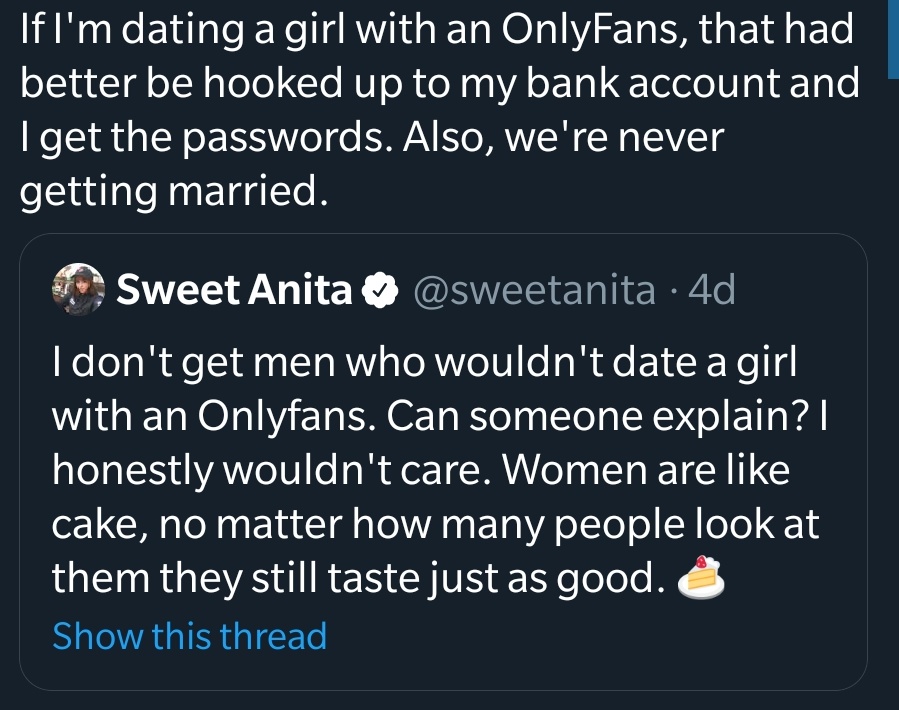 If I'm dating a girl with an OnlyFans, that had
better be hooked up to my bank account and
I get the passwords. Also, we're never
getting married.
Sweet Anita @sweetanita · 4d
I don't get men who wouldn't date a girl
with an Onlyfans. Can someone explain? I
honestly wouldn't care. Women are like
cake, no matter how many people look at
them they still taste just as good. 🍰
Show this thread